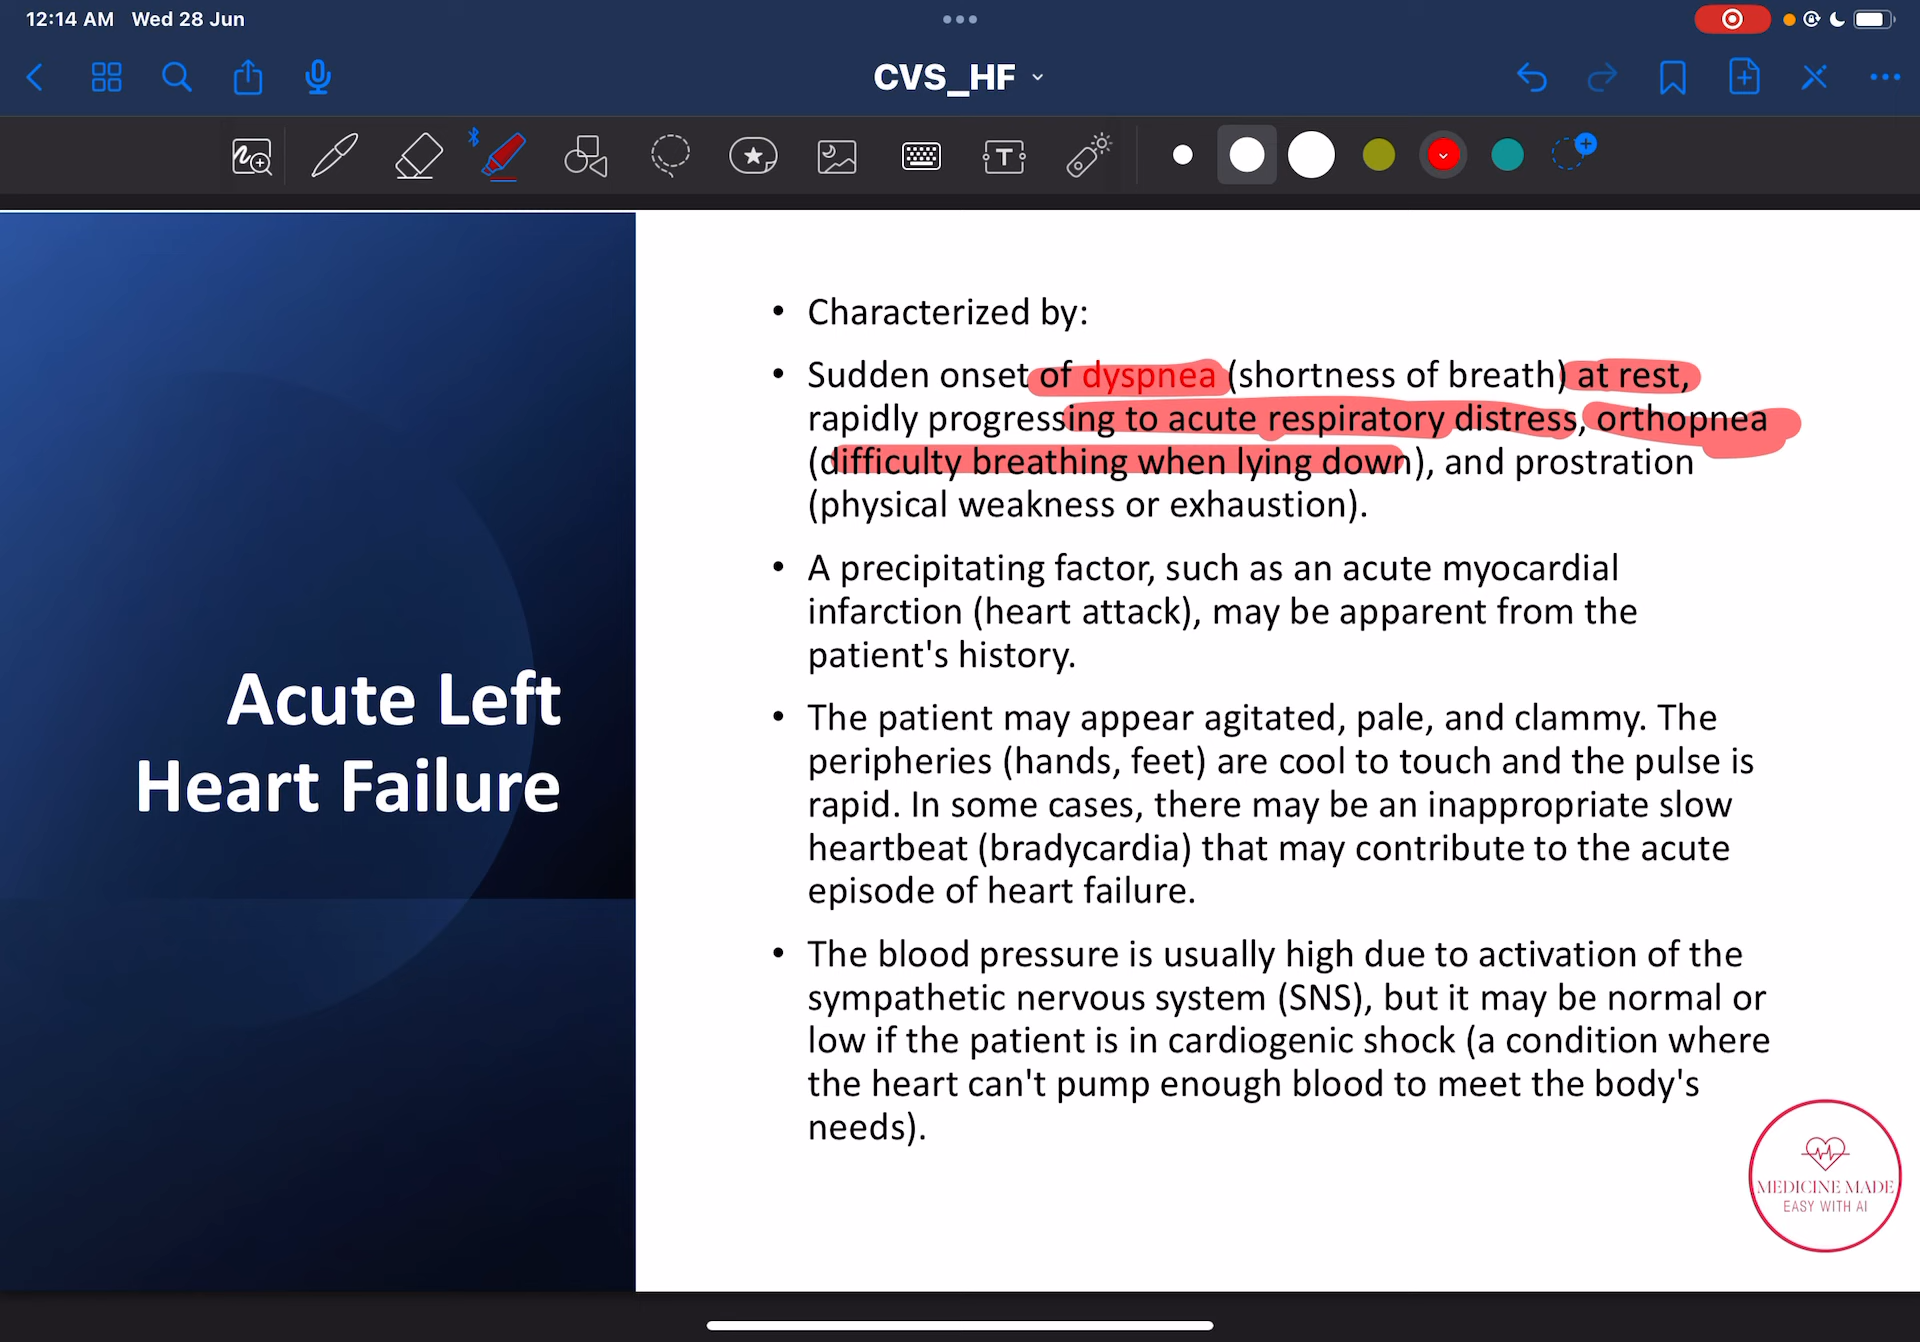 12:14 AM Wed 28 Jun
CVS_HF
T
Acute Left
Heart Failure
• Characterized by:
• Sudden onset of dyspnea (shortness of breath) at rest,
rapidly progressing to acute respiratory distress, orthopnea
(difficulty breathing when lying down), and prostration
(physical weakness or exhaustion).
• A precipitating factor, such as an acute myocardial
infarction (heart attack), may be apparent from the
patient's history.
• The patient may appear agitated, pale, and clammy. The
peripheries (hands, feet) are cool to touch and the pulse is
rapid. In some cases, there may be an inappropriate slow
heartbeat (bradycardia) that may contribute to the acute
episode of heart failure.
• The blood pressure is usually high due to activation of the
sympathetic nervous system (SNS), but it may be normal or
low if the patient is in cardiogenic shock (a condition where
the heart can't pump enough blood to meet the body's
needs).
MEDICINE MADE
EASY WITH AI